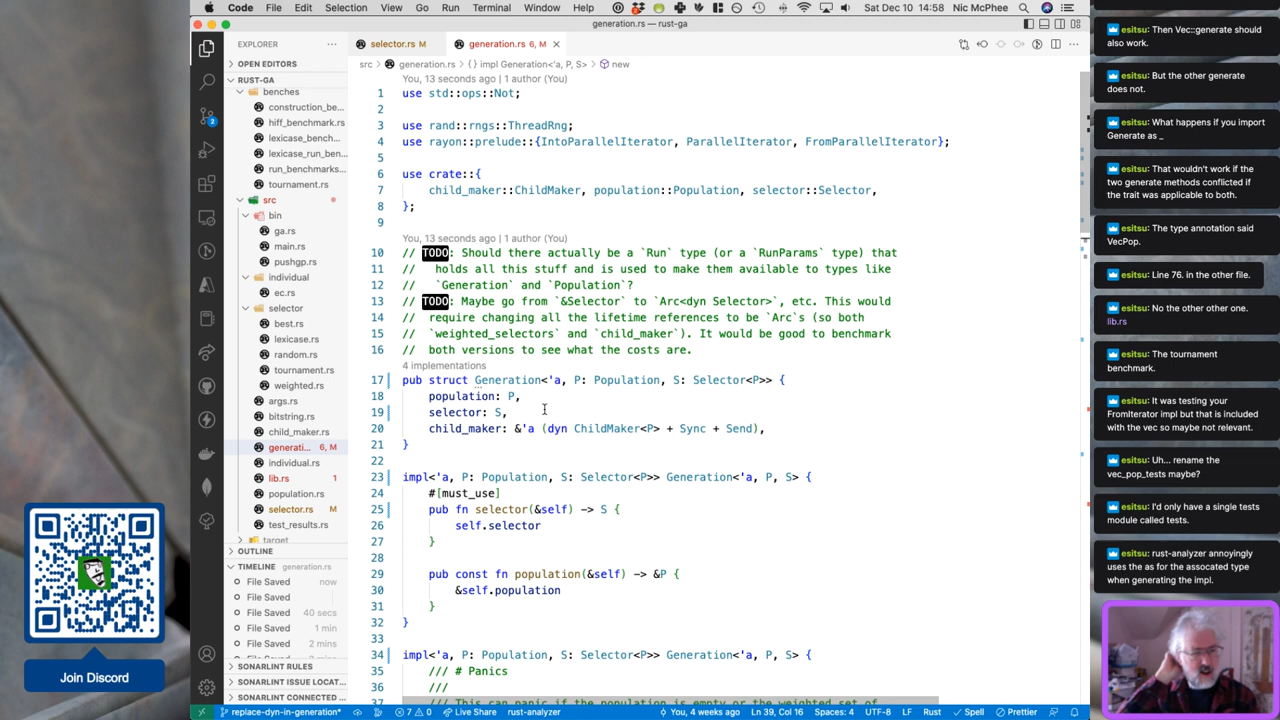 Code File Edit Selection View Go Run Terminal Window Help
Sat Dec 10 14:58 Nic McPhee
generation.rs — rust-ga
EXPLORER
OPEN EDITORS
RUST-GA
benches
construction_be...
hiff_benchmark.rs
lexicase_bench...
lexicase_run_ben...
run_benchmarks...
tournament.rs
src
bin
ga.rs
main.rs
pushgp.rs
individual
ec.rs
selector
best.rs
lexicase.rs
random.rs
tournament.rs
weighted.rs
args.rs
bitstring.rs
child_maker.rs
generati... 6, M
individual.rs
lib.rs 1
population.rs
selector.rs M
test_results.rs
target
OUTLINE
TIMELINE generation.rs
File Saved now
File Saved
File Saved 40 secs
File Saved 1 min
File Saved 2 mins
SONARLINT RULES
SONARLINT ISSUE LOCAT...
SONARLINT CONNECTED ...
2
selector.rs M generation.rs 6, M
src > generation.rs > {} impl Generation<'a, P, S> > new
You, 13 seconds ago | 1 author (You)
1 use std::ops::Not;
2
3 use rand::rngs::ThreadRng;
4 use rayon::prelude::{IntoParallelIterator, ParallelIterator, FromParallelIterator};
5
6 use crate::{
7 child_maker::ChildMaker, population::Population, selector::Selector,
8 };
9
You, 13 seconds ago | 1 author (You)
10 // TODO: Should there actually be a `Run` type (or a `RunParams` type) that
11 // holds all this stuff and is used to make them available to types like
12 // `Generation` and `Population`?
13 // TODO: Maybe go from `&Selector` to `Arc<dyn Selector>`, etc. This would
14 // require changing all the lifetime references to be `Arc`s (so both
15 // `weighted_selectors` and `child_maker`). It would be good to benchmark
16 // both versions to see what the costs are.
4 implementations
17 pub struct Generation<'a, P: Population, S: Selector<P>> {
18 population: P,
19 selector: S,
20 child_maker: &'a (dyn ChildMaker<P> + Sync + Send),
21 }
22
23 impl<'a, P: Population, S: Selector<P>> Generation<'a, P, S> {
24 #[must_use]
25 pub fn selector(&self) -> S {
26 self.selector
27 }
28
29 pub const fn population(&self) -> &P {
30 &self.population
31 }
32 }
33
34 impl<'a, P: Population, S: Selector<P>> Generation<'a, P, S> {
35 /// # Panics
36 ///
37 /// This can panic if the population is empty or the weighted set of
replace-dyn-in-generation* 7 0 Live Share rust-analyzer
You, 4 weeks ago Ln 39, Col 16 Spaces: 4 UTF-8 LF Rust Spell Prettier
Join Discord
esitsu: Then Vec::generate should
also work.
esitsu: But the other generate
does not.
esitsu: What happens if you import
Generate as _
esitsu: That wouldn't work if the
two generate methods conflicted if
the trait was applicable to both.
esitsu: The type annotation said
VecPop.
esitsu: Line 76. in the other file.
esitsu: No the other other one.
lib.rs
esitsu: The tournament
benchmark.
esitsu: It was testing your
FromIterator impl but that is included
with the vec so maybe not relevant.
esitsu: Uh... rename the
vec_pop_tests maybe?
esitsu: I'd only have a single tests
module called tests.
esitsu: rust-analyzer annoyingly
uses the as for the assocated type
when generating the impl.